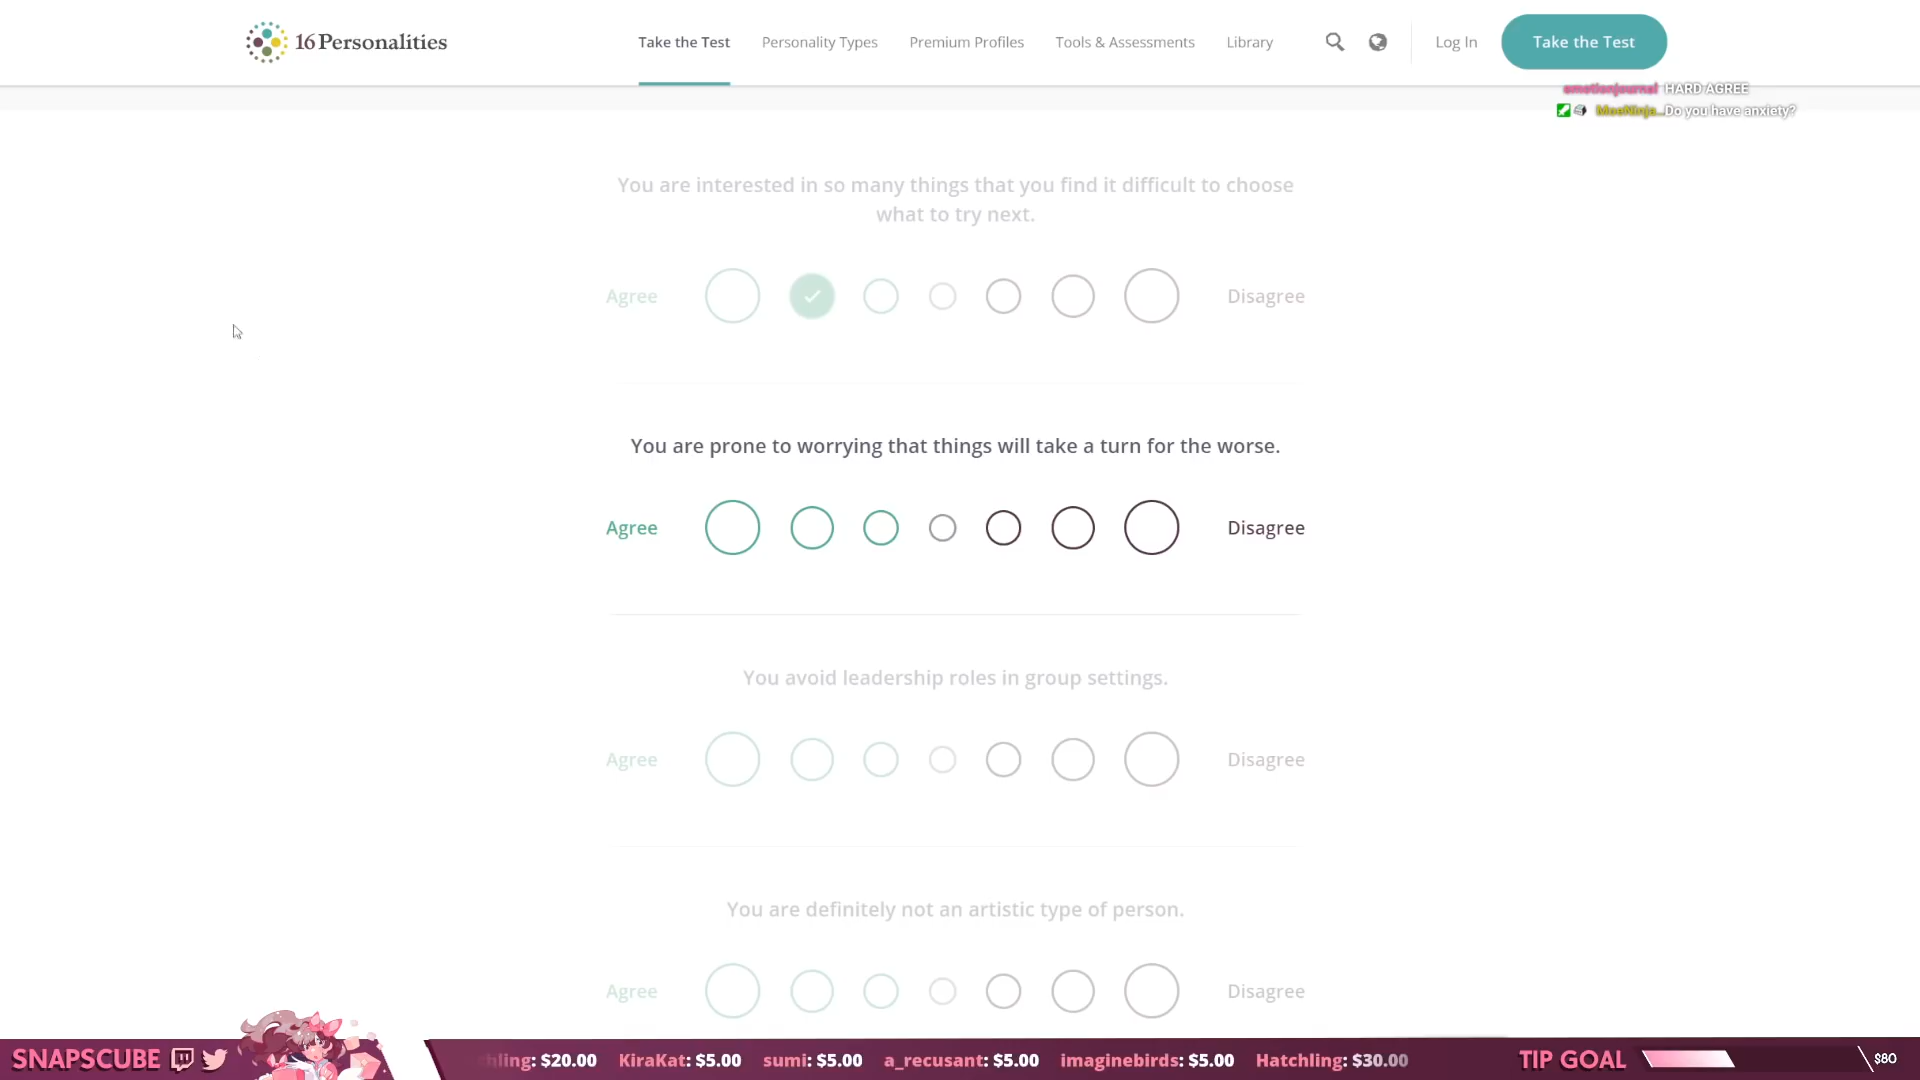 16Personalities
Take the Test
Personality Types
Premium Profiles
Tools & Assessments
Library
Log In
Take the Test
emotionjournal HARD AGREE
MoeNinja_ Do you have anxiety?
You are interested in so many things that you find it difficult to choose
what to try next.
Agree
Disagree
You are prone to worrying that things will take a turn for the worse.
Agree
Disagree
You avoid leadership roles in group settings.
Agree
Disagree
You are definitely not an artistic type of person.
Agree
Disagree
SNAPSCUBE
hling: $20.00 KiraKat: $5.00 sumi: $5.00 a_recusant: $5.00 imaginebirds: $5.00 Hatchling: $30.00
TIP GOAL
$80